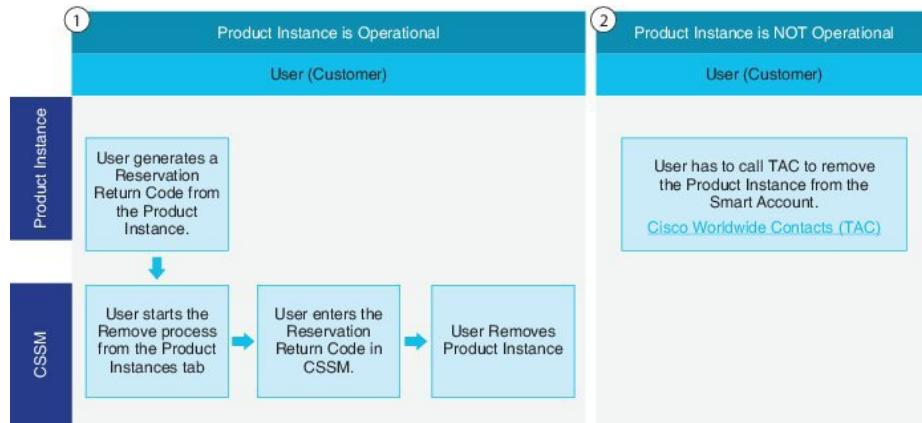 1
Product Instance is Operational
User (Customer)
Product Instance
User generates a
Reservation
Return Code from
the Product
Instance.
CSSM
User starts the
Remove process
from the Product
Instances tab
User enters the
Reservation
Return Code in
CSSM.
User Removes
Product Instance
2
Product Instance is NOT Operational
User (Customer)
User has to call TAC to remove
the Product Instance from the
Smart Account.
Cisco Worldwide Contacts (TAC)